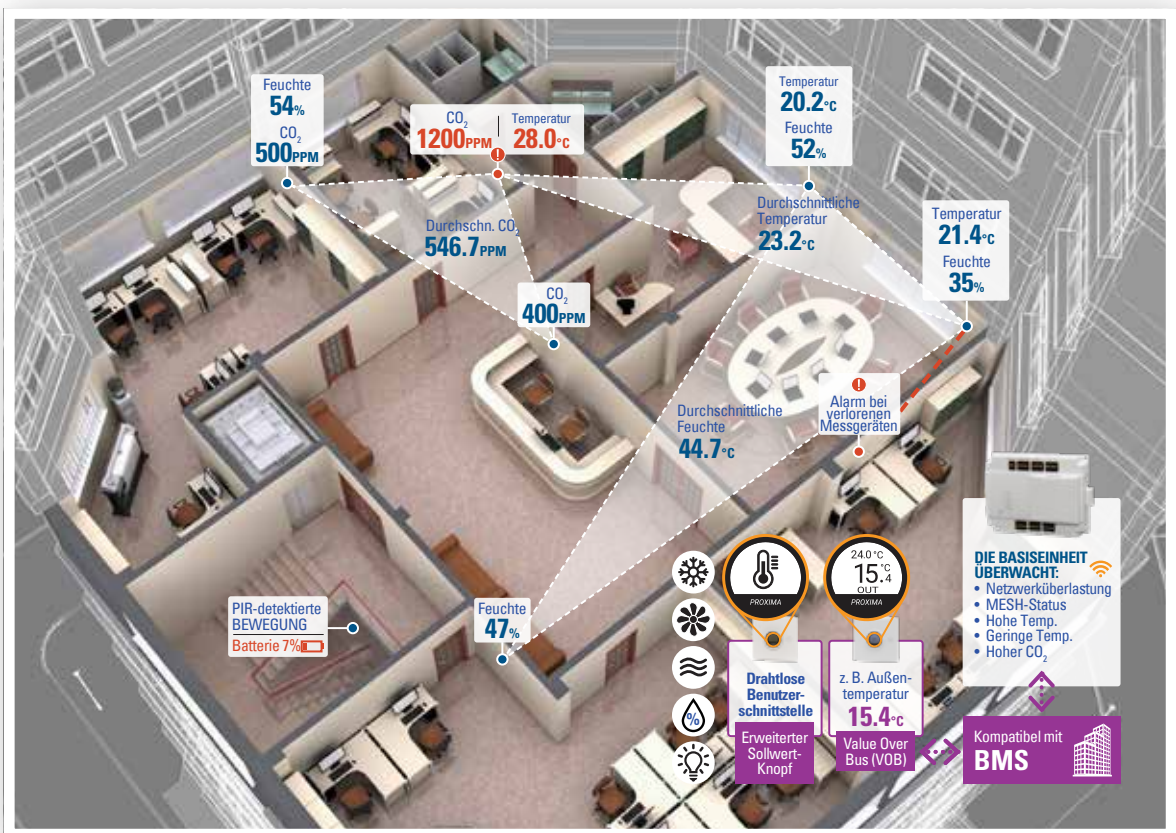 Feuchte
54%
CO2
500PPM
CO2
1200PPM
Temperatur
28.0°C
!
Temperatur
20.2°C
Feuchte
52%
Durchschn. CO2
546.7PPM
Durchschnittliche
Temperatur
23.2°C
Temperatur
21.4°C
Feuchte
35%
CO2
400PPM
!
Alarm bei
verlorenen
Messgeräten
Durchschnittliche
Feuchte
44.7°C
PIR-detektierte
BEWEGUNG
Batterie 7%
Feuchte
47%
%
PROXIMA
Drahtlose
Benutzer-
schnittstelle
Erweiterter
Sollwert-
Knopf
24.0 °C
15.4 °C
OUT
PROXIMA
z. B. Außen-
temperatur
15.4°C
Value Over
Bus (VOB)
DIE BASISEINHEIT
ÜBERWACHT:
• Netzwerküberlastung
• MESH-Status
• Hohe Temp.
• Geringe Temp.
• Hoher CO2
Kompatibel mit
BMS